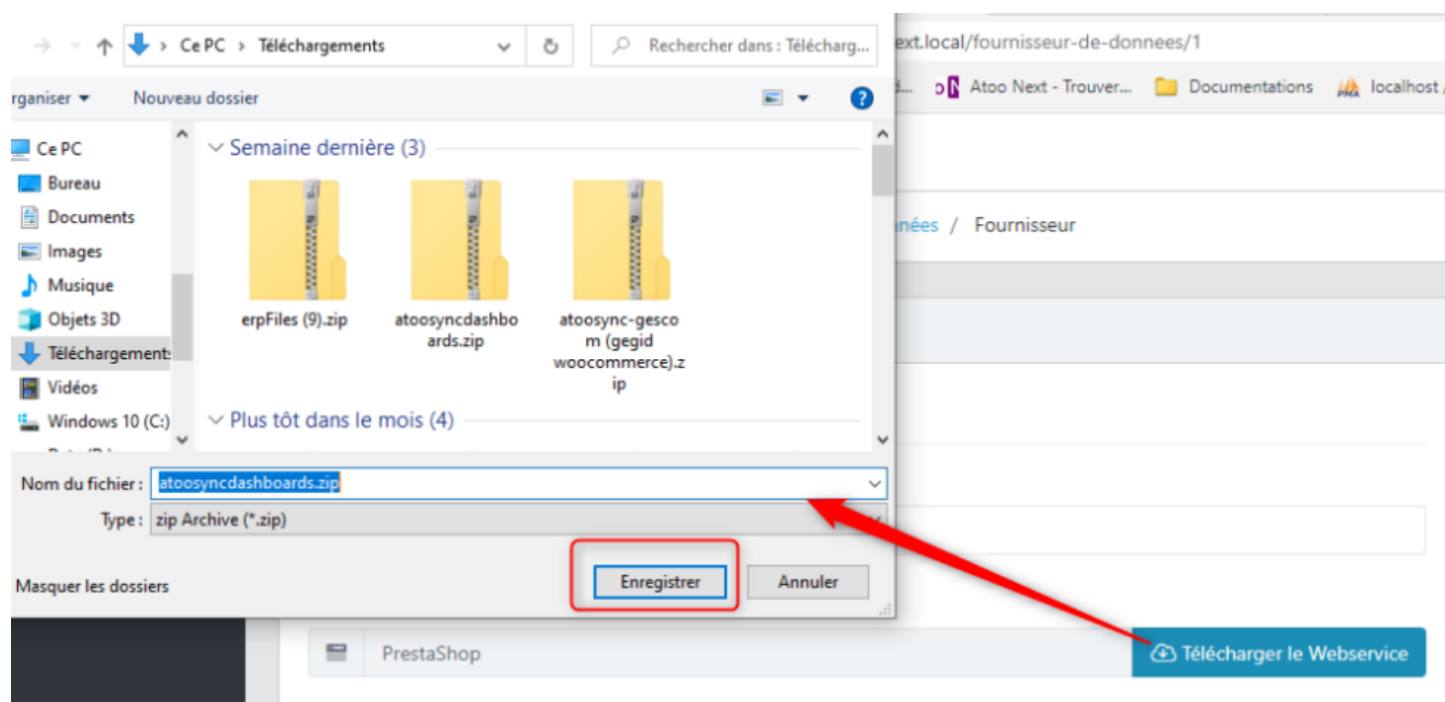 Ce PC > Téléchargements
Rechercher dans : Télécharg...
ext.local/fournisseur-de-donnees/1
rganiser
Nouveau dossier
Atoo Next - Trouver...
Documentations
localhost /
Ce PC
Bureau
Documents
Images
Musique
Objets 3D
Téléchargement
Vidéos
Windows 10 (C:)
Semaine dernière (3)
erpFiles (9).zip
atoosyncdashbo
ards.zip
atoosync-gesco
m (gegid
woocommerce).z
ip
Plus tôt dans le mois (4)
nnées / Fournisseur
Nom du fichier : atoosyncdashboards.zip
Type : zip Archive (*.zip)
Masquer les dossiers
Enregistrer
Annuler
PrestaShop
Télécharger le Webservice